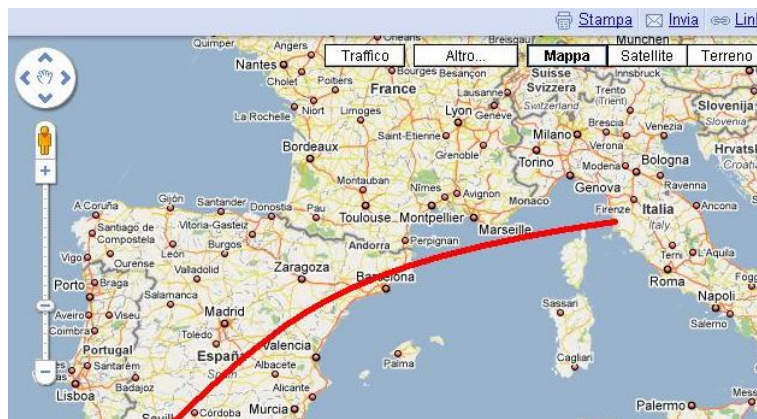 Stampa Invia Link
Traffico Altro... Mappa Satellite Terreno
Quimper Angers
Nantes Cholet Poitiers Bourges Besançon
Suisse Innsbruck
Svizzera
Switzerland
France
La Rochelle Niort Limoges
Lausanne
Genève
Lyon
Saint-Etienne
Grenoble
Trento
(Trient)
Slovenija
Slovenia
Milano Brescia Venezia
Verona
Hrvatska
Torino Modena Bologna
Bordeaux
Montauban Nîmes Avignon
Genova Ravenna
Monaco
Toulouse Montpellier Marseille
Firenze Italia Ancona
Italy
A Coruña Gijón Santander Donostia Pau
Santiago de
Compostela
Vitoria-Gasteiz
León Burgos
Andorra Perpignan
Vigo Ourense
Terni L'Aquila
Roma
Valladolid Zaragoza Barcelona
Porto Braga
Salamanca
Sassari
Napoli
Salerno
Aveiro Viseu
Coimbra
Madrid
Toledo
España
Spain
Valencia
Palma
Portugal
Santarém
Albacete
Cagliari
Lisboa Badajoz
Alicante
Córdoba Murcia
Palermo